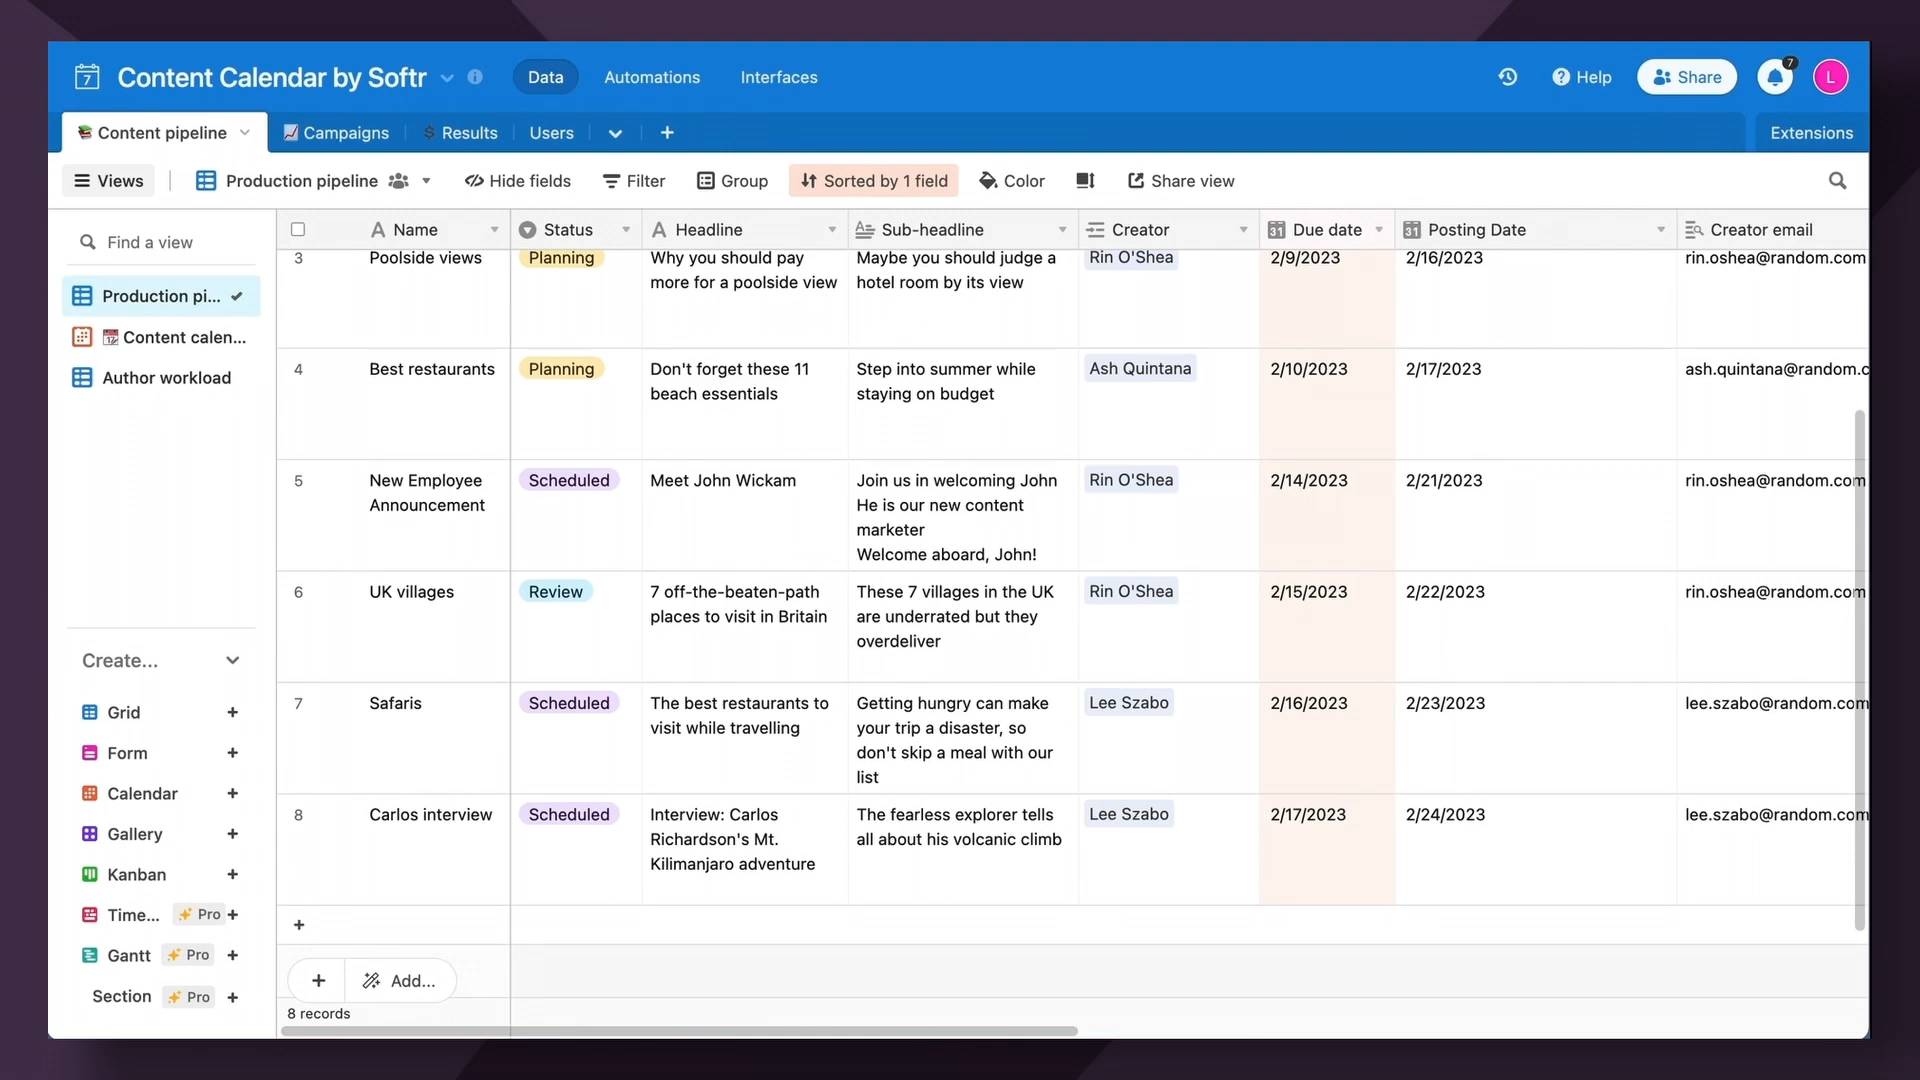 7 Content Calendar by Softr Data Automations Interfaces Help Share 7 L
Content pipeline Campaigns $ Results Users + Extensions
Views Production pipeline Hide fields Filter Group Sorted by 1 field Color Share view
Find a view
Production pi...
Content calen...
Author workload
Create...
Grid +
Form +
Calendar +
Gallery +
Kanban +
Time... Pro +
Gantt Pro +
Section Pro +
A Name Status A Headline A Sub-headline Creator 31 Due date 31 Posting Date Creator email
3 Poolside views Planning Why you should pay Maybe you should judge a Rin O'Shea 2/9/2023 2/16/2023 rin.oshea@random.com
more for a poolside view hotel room by its view
4 Best restaurants Planning Don't forget these 11 Step into summer while Ash Quintana 2/10/2023 2/17/2023 ash.quintana@random.c
beach essentials staying on budget
5 New Employee Scheduled Meet John Wickam Join us in welcoming John Rin O'Shea 2/14/2023 2/21/2023 rin.oshea@random.com
Announcement He is our new content
marketer
Welcome aboard, John!
6 UK villages Review 7 off-the-beaten-path These 7 villages in the UK Rin O'Shea 2/15/2023 2/22/2023 rin.oshea@random.com
places to visit in Britain are underrated but they
overdeliver
7 Safaris Scheduled The best restaurants to Getting hungry can make Lee Szabo 2/16/2023 2/23/2023 lee.szabo@random.com
visit while travelling your trip a disaster, so
don't skip a meal with our
list
8 Carlos interview Scheduled Interview: Carlos The fearless explorer tells Lee Szabo 2/17/2023 2/24/2023 lee.szabo@random.com
Richardson's Mt. all about his volcanic climb
Kilimanjaro adventure
+
+ Add...
8 records